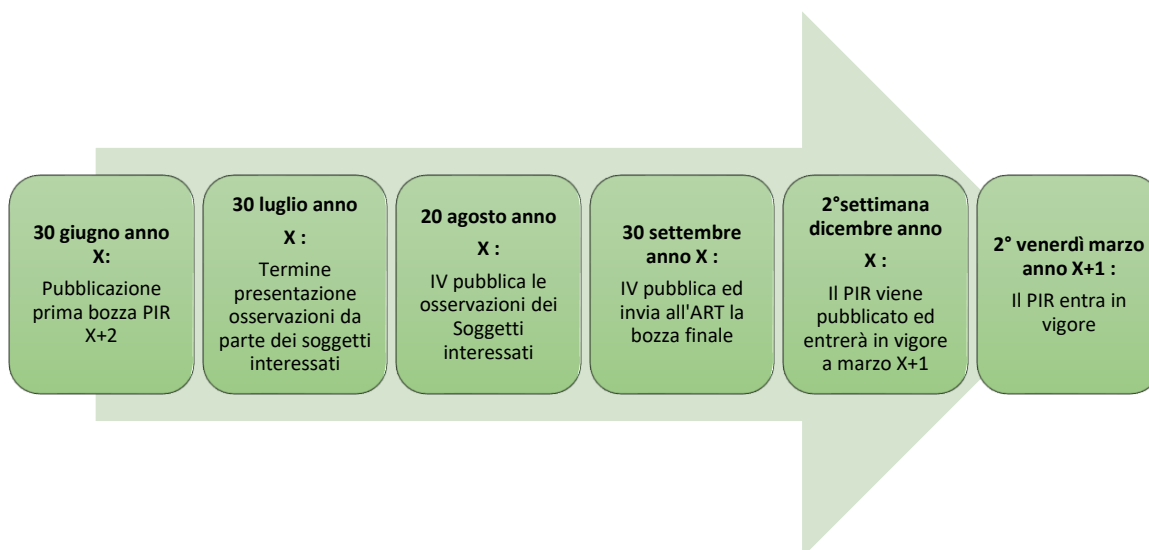 30 giugno anno
X:
Pubblicazione
prima bozza PIR
X+2
30 luglio anno
X :
Termine
presentazione
osservazioni da
parte dei soggetti
interessati
20 agosto anno
X :
IV pubblica le
osservazioni dei
Soggetti
interessati
30 settembre
anno X :
IV pubblica ed
invia all'ART la
bozza finale
2°settimana
dicembre anno
X :
Il PIR viene
pubblicato ed
entrerà in vigore
a marzo X+1
2° venerdì marzo
anno X+1 :
Il PIR entra in
vigore